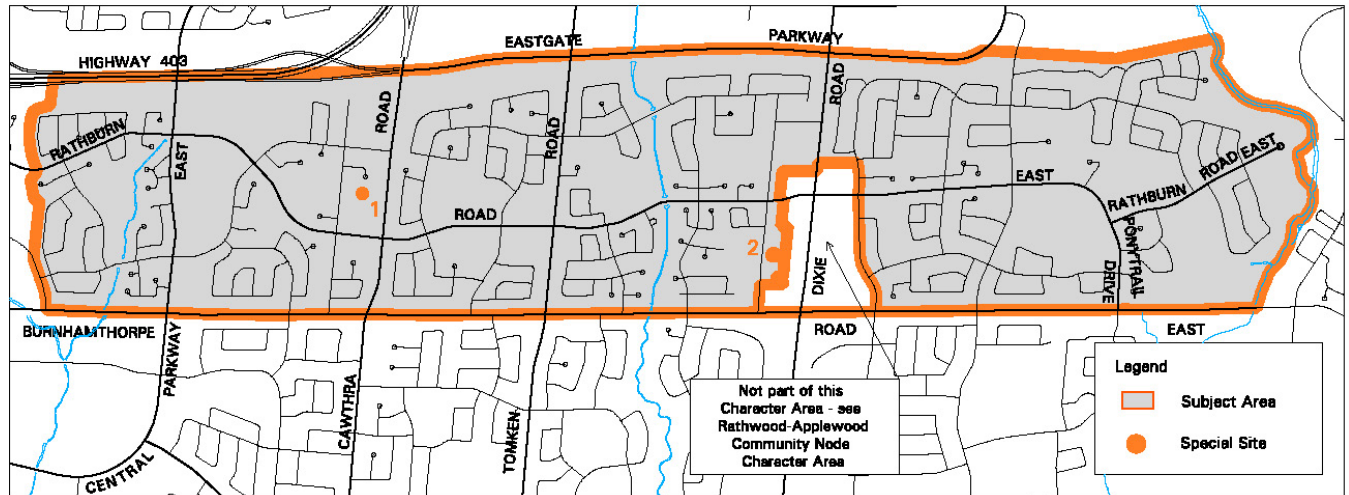 HIGHWAY 403
EASTGATE PARKWAY
RATHBURN
EAST
ROAD
ROAD
ROAD
1
ROAD
EAST
RATHBURN ROAD EAST
2
DIXIE
PONYTRAIL
DRIVE
BURNHAMTHORPE
ROAD
EAST
PARKWAY
CAWTHRA
TOMKEN
CENTRAL
Not part of this
Character Area - see
Rathwood-Applewood
Community Node
Character Area
Legend
Subject Area
Special Site